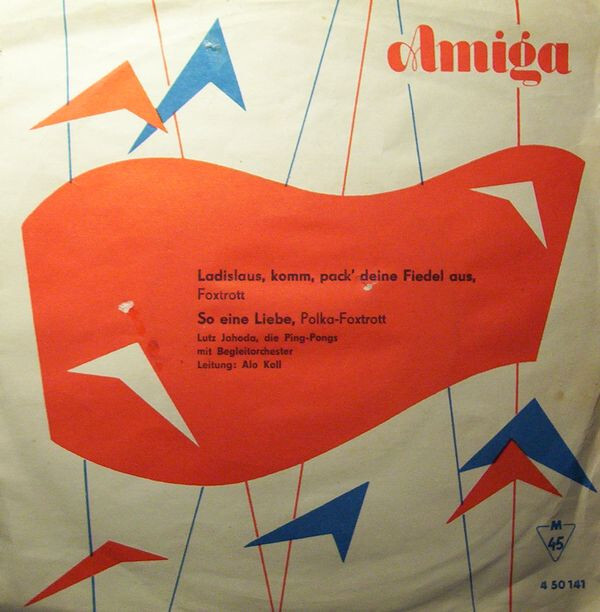 Amiga
Ladislaus, komm, pack' deine Fiedel aus,
Foxtrott
So eine Liebe, Polka-Foxtrott
Lutz Jahoda, die Ping-Pongs
mit Begleitorchester
Leitung: Alo Koll
M
45
4 50 141